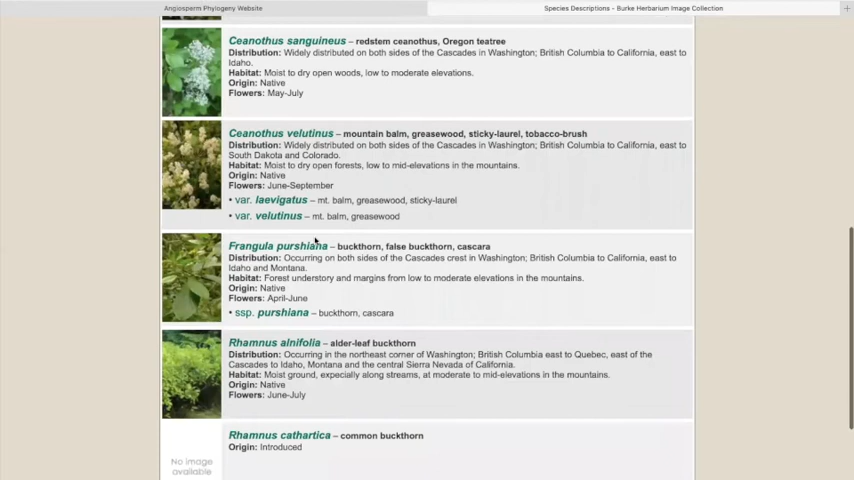 Angiosperm Phylogeny Website
Species Descriptions - Burke Herbarium Image Collection
Ceanothus sanguineus – redstem ceanothus, Oregon teatree
Distribution: Widely distributed on both sides of the Cascades in Washington; British Columbia to California, east to
Idaho.
Habitat: Moist to dry open woods, low to moderate elevations.
Origin: Native
Flowers: May-July
Ceanothus velutinus – mountain balm, greasewood, sticky-laurel, tobacco-brush
Distribution: Widely distributed on both sides of the Cascades in Washington; British Columbia to California, east to
South Dakota and Colorado.
Habitat: Moist to dry open forests, low to mid-elevations in the mountains.
Origin: Native
Flowers: June-September
• var. laevigatus – mt. balm, greasewood, sticky-laurel
• var. velutinus – mt. balm, greasewood
Frangula purshiana – buckthorn, false buckthorn, cascara
Distribution: Occurring on both sides of the Cascades crest in Washington; British Columbia to California, east to
Idaho and Montana.
Habitat: Forest understory and margins from low to moderate elevations in the mountains.
Origin: Native
Flowers: April-June
• ssp. purshiana – buckthorn, cascara
Rhamnus alnifolia – alder-leaf buckthorn
Distribution: Occurring in the northeast corner of Washington; British Columbia east to Quebec, east of the
Cascades to Idaho, Montana and the central Sierra Nevada of California.
Habitat: Moist ground, expecially along streams, at moderate to mid-elevations in the mountains.
Origin: Native
Flowers: June-July
Rhamnus cathartica – common buckthorn
Origin: Introduced
No image
available